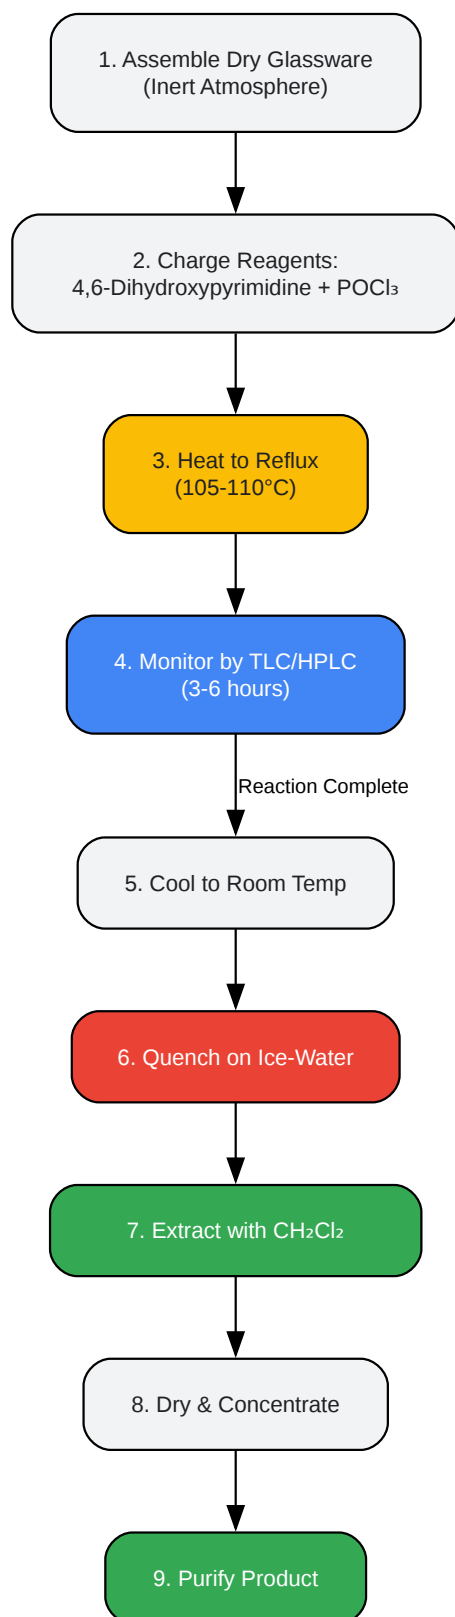 1. Assemble Dry Glassware
(Inert Atmosphere)
2. Charge Reagents:
4,6-Dihydroxypyrimidine + POCl₃
3. Heat to Reflux
(105-110°C)
4. Monitor by TLC/HPLC
(3-6 hours)
Reaction Complete
5. Cool to Room Temp
6. Quench on Ice-Water
7. Extract with CH₂Cl₂
8. Dry & Concentrate
9. Purify Product